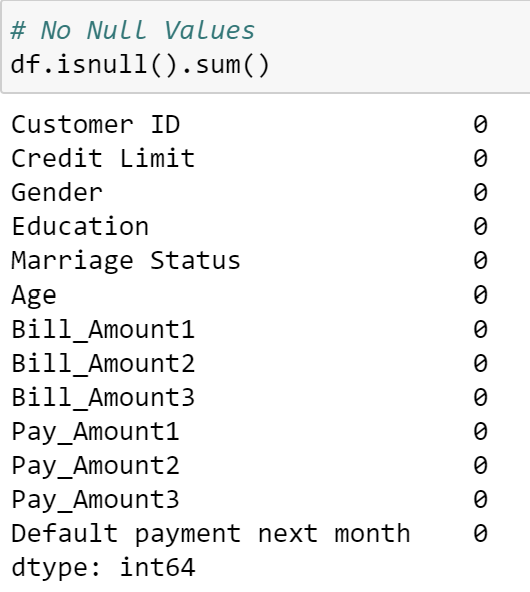 # No Null Values
df.isnull().sum()
Customer ID 0
Credit Limit 0
Gender 0
Education 0
Marriage Status 0
Age 0
Bill_Amount1 0
Bill_Amount2 0
Bill_Amount3 0
Pay_Amount1 0
Pay_Amount2 0
Pay_Amount3 0
Default payment next month 0
dtype: int64